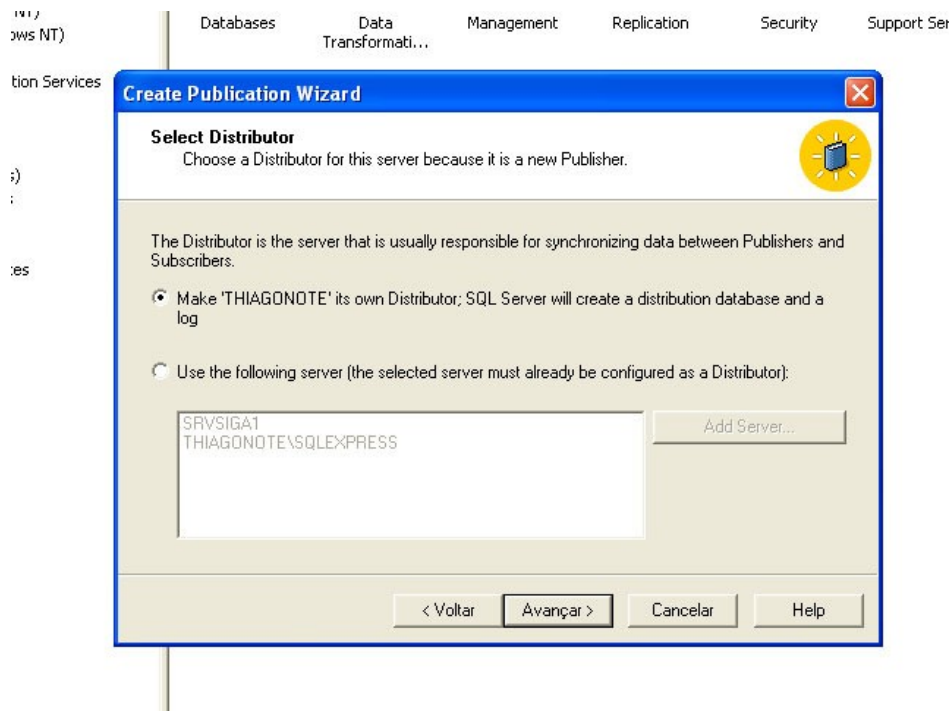 ows NT)
tion Services
s)
Databases
Data
Transformati...
Management
Replication
Security
Support Ser
Create Publication Wizard
Select Distributor
Choose a Distributor for this server because it is a new Publisher.
The Distributor is the server that is usually responsible for synchronizing data between Publishers and
Subscribers.
Make 'THIAGONOTE' its own Distributor; SQL Server will create a distribution database and a
log
Use the following server (the selected server must already be configured as a Distributor):
SRVSIGA1
THIAGONOTE\SQLEXPRESS
Add Server...
< Voltar
Avançar >
Cancelar
Help